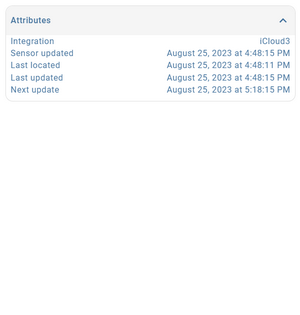 Attributes
Integration iCloud3
Sensor updated August 25, 2023 at 4:48:15 PM
Last located August 25, 2023 at 4:48:11 PM
Last updated August 25, 2023 at 4:48:15 PM
Next update August 25, 2023 at 5:18:15 PM